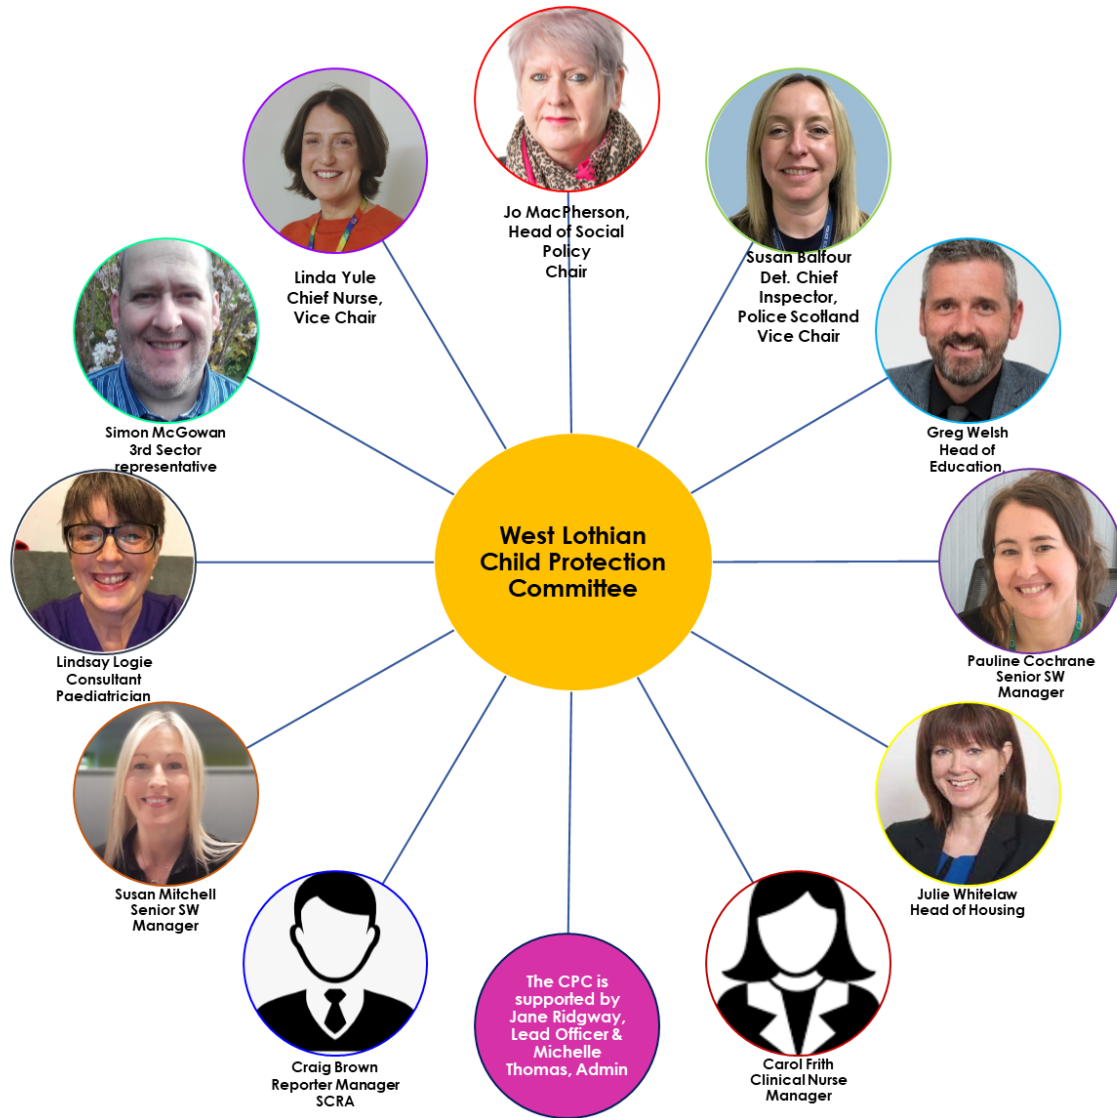 Jo MacPherson,
Head of Social
Policy
Chair
Susan Balfour
Det. Chief
Inspector,
Police Scotland
Vice Chair
Greg Welsh
Head of
Education,
Pauline Cochrane
Senior SW
Manager
Julie Whitelaw
Head of Housing
Carol Frith
Clinical Nurse
Manager
The CPC is
supported by
Jane Ridgway,
Lead Officer &
Michelle
Thomas, Admin
Craig Brown
Reporter Manager
SCRA
Susan Mitchell
Senior SW
Manager
Lindsay Logie
Consultant
Paediatrician
Simon McGowan
3rd Sector
representative
Linda Yule
Chief Nurse,
Vice Chair
West Lothian
Child Protection
Committee